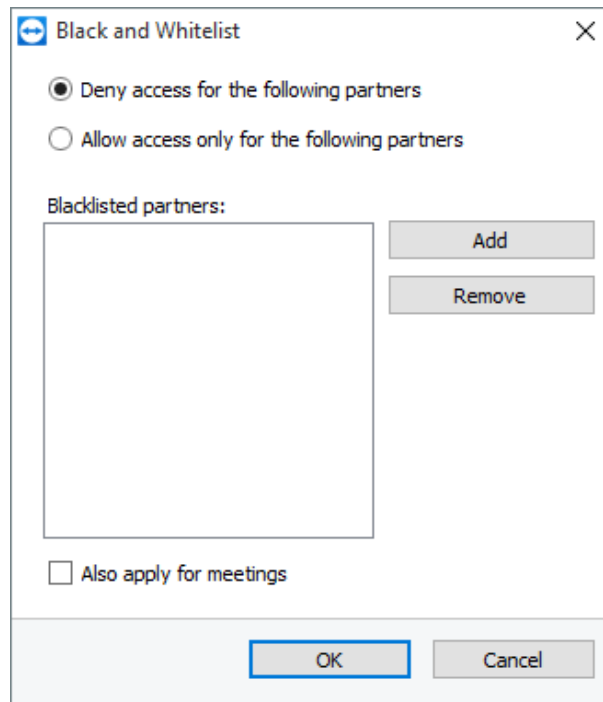 Black and Whitelist
Deny access for the following partners
Allow access only for the following partners
Blacklisted partners:
Add
Remove
Also apply for meetings
OK
Cancel